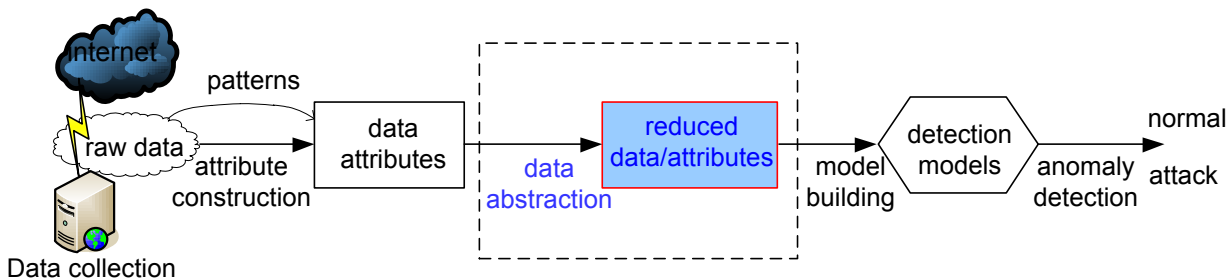 internet
patterns
raw data
attribute
construction
Data collection
data
attributes
data
abstraction
reduced
data/attributes
model
building
detection
models
anomaly
detection
normal
attack